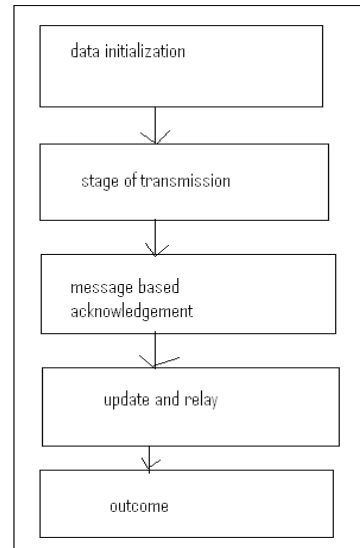 data initialization
stage of transmission
message based
acknowledgement
update and relay
outcome